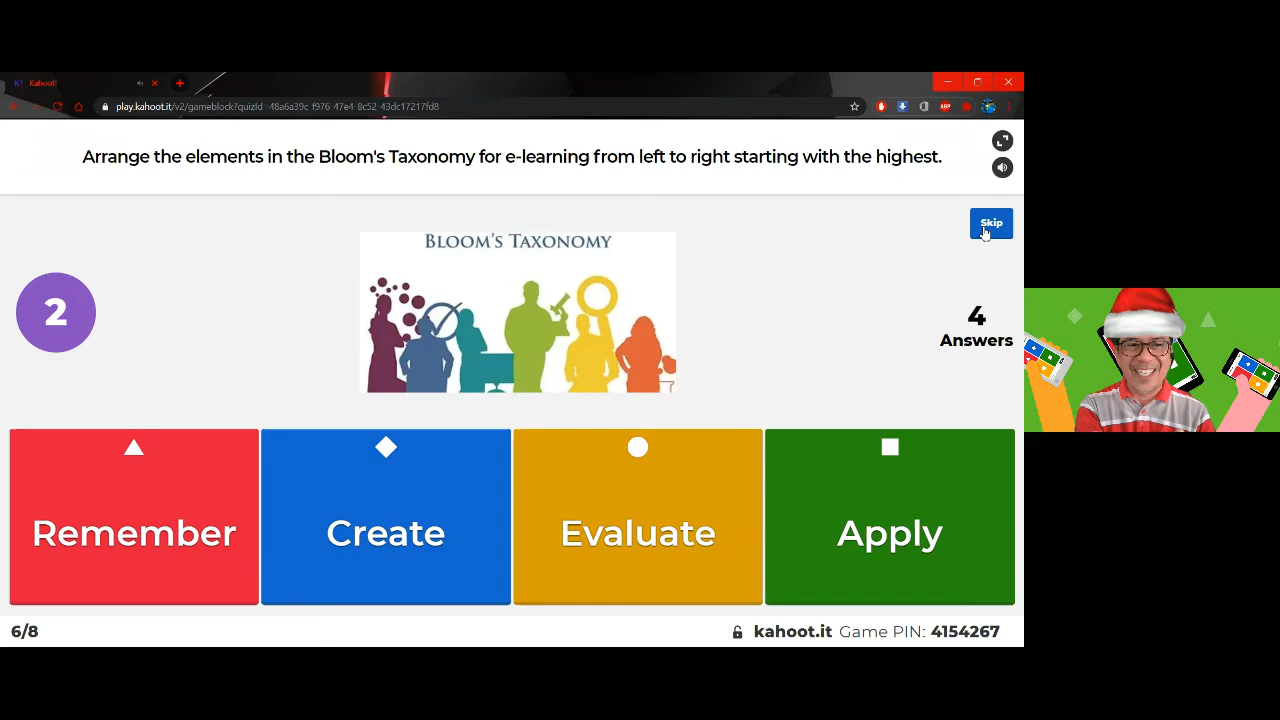 K! Kahoot!
play.kahoot.it/v2/gameblock?quizId=48a6a39c-f976-47e4-8c52-43dc17217fd8
ABP
Arrange the elements in the Bloom's Taxonomy for e-learning from left to right starting with the highest.
Skip
BLOOM'S TAXONOMY
2
4
Answers
Remember
Create
Evaluate
Apply
6/8
kahoot.it Game PIN: 4154267